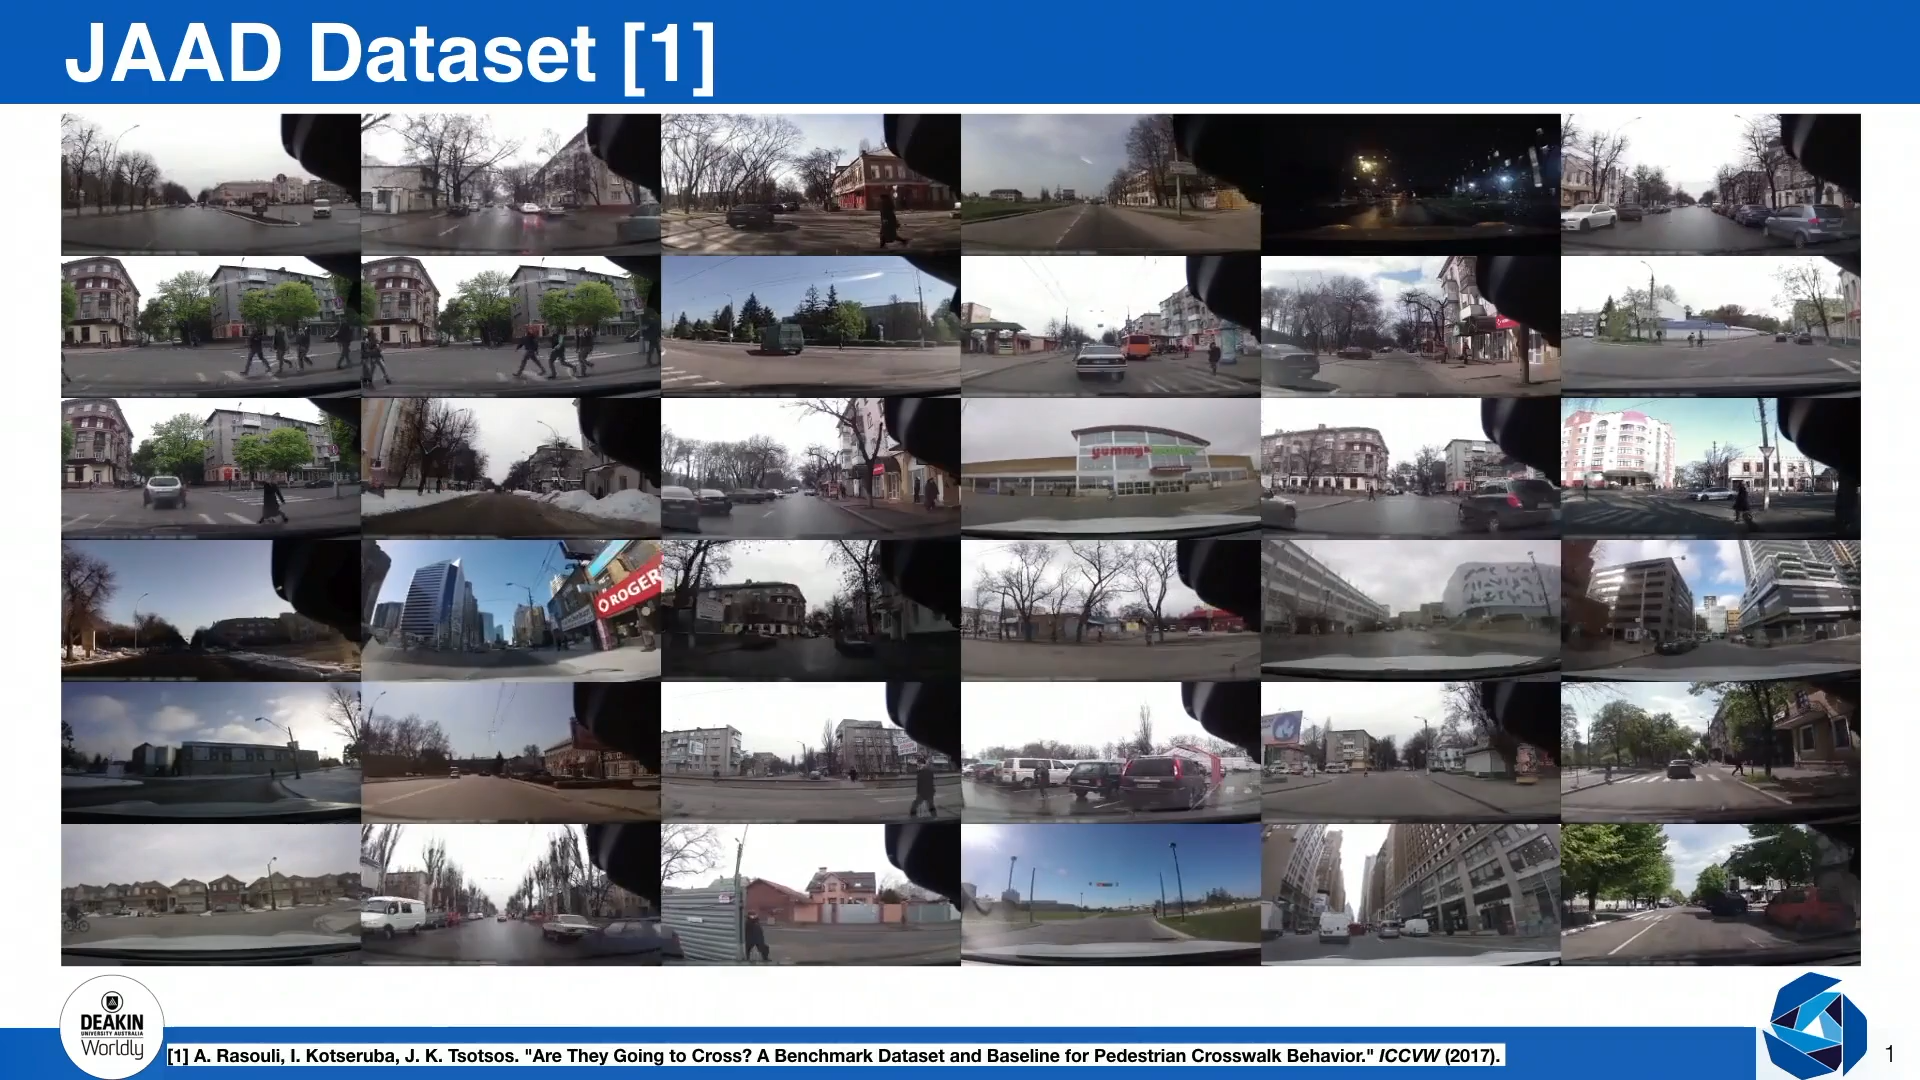 JAAD Dataset [1]
yummy
ROGER
DEAKIN
UNIVERSITY AUSTRALIA
Worldly
[1] A. Rasouli, I. Kotseruba, J. K. Tsotsos. "Are They Going to Cross? A Benchmark Dataset and Baseline for Pedestrian Crosswalk Behavior." ICCVW (2017).
1